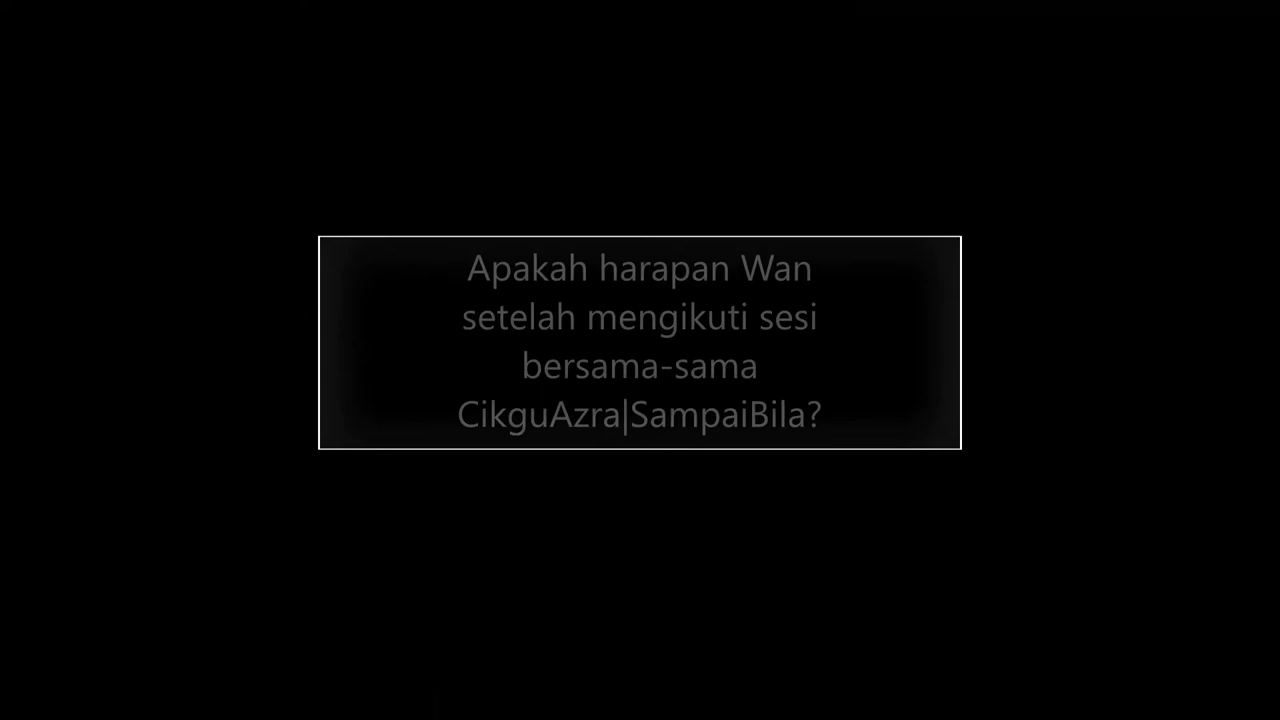 Apakah harapan Wan
setelah mengikuti sesi
bersama-sama
CikguAzra|SampaiBila?